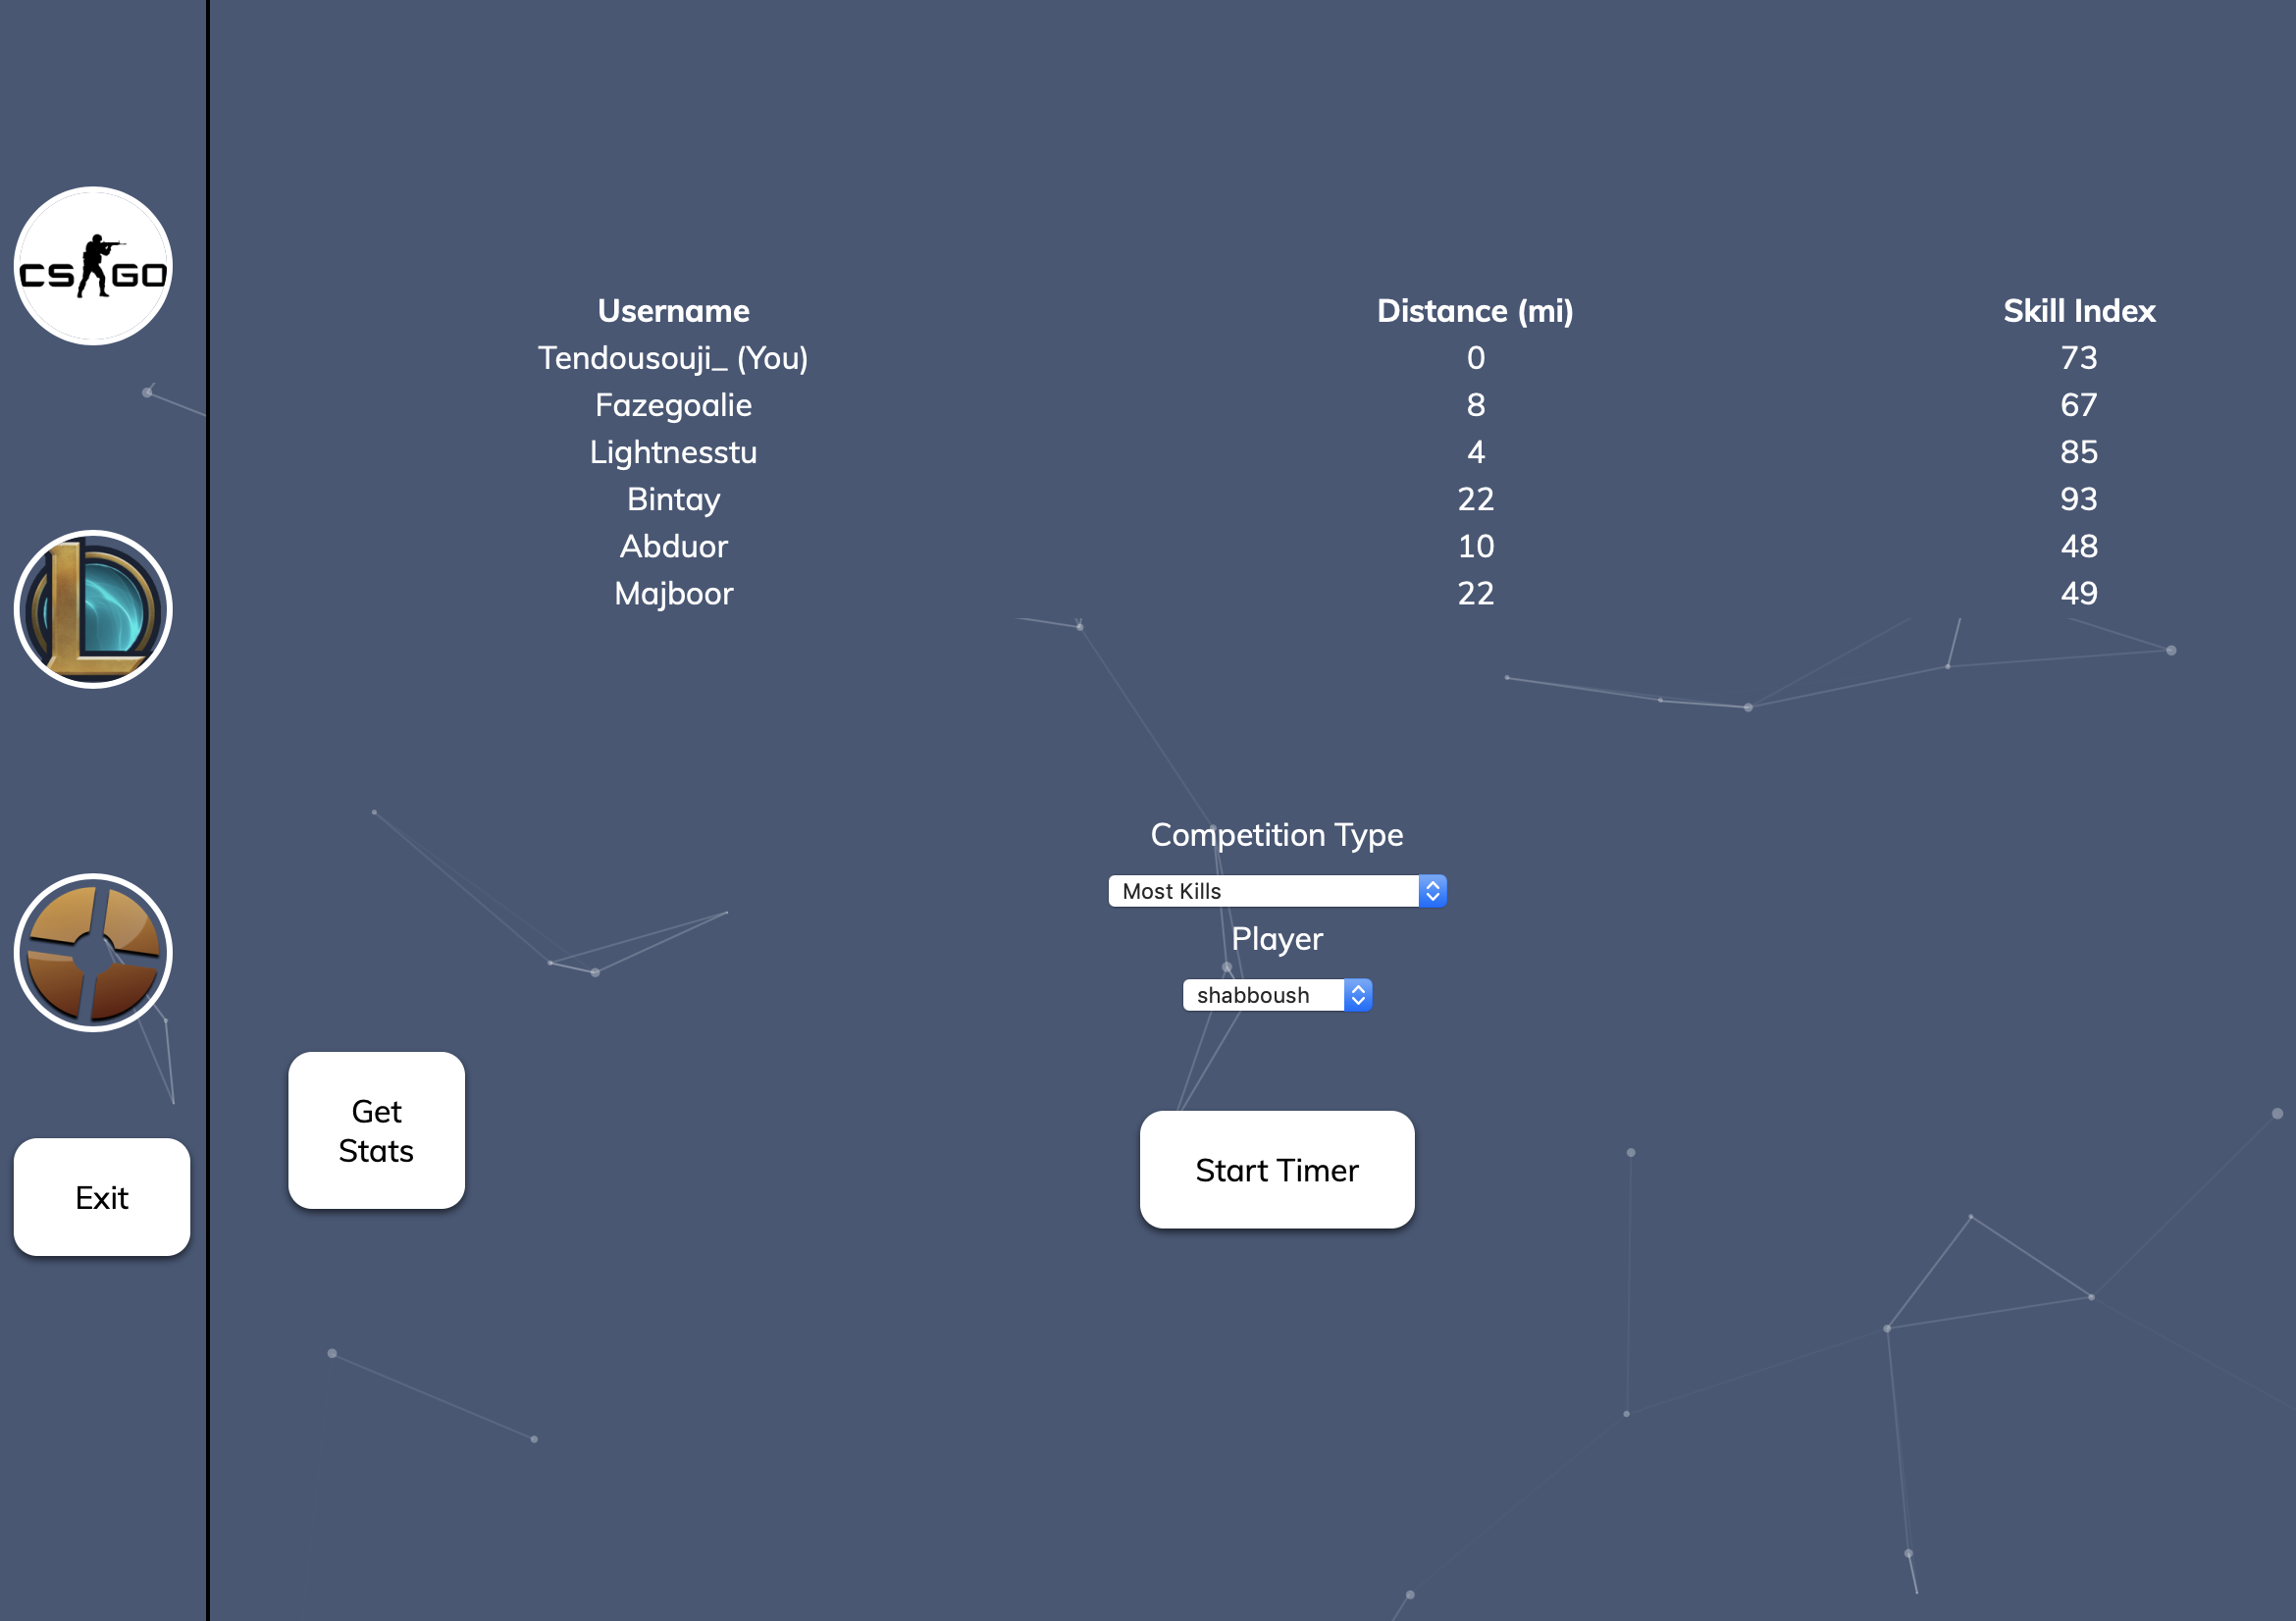 CS GO
Username Distance (mi) Skill Index
Tendousouji_ (You) 0 73
Fazegoalie 8 67
Lightnesstu 4 85
Bintay 22 93
Abduor 10 48
Majboor 22 49
Competition Type
Most Kills
Player
shabboush
Get
Stats
Start Timer
Exit